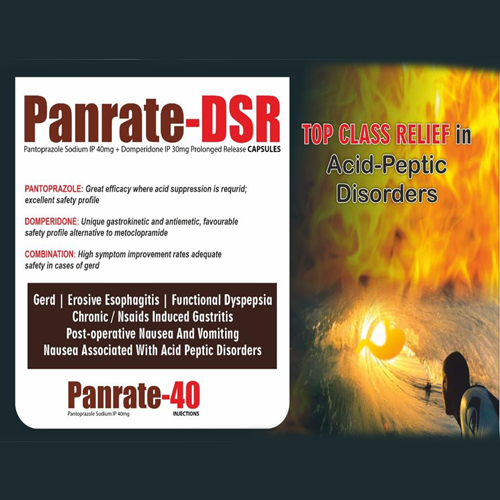 Panrate-DSR
Pantoprazole Sodium IP 40mg + Domperidone IP 30mg Prolonged Release CAPSULES
PANTOPRAZOLE: Great efficacy where acid suppression is requrid;
excellent safety profile
DOMPERIDONE: Unique gastrokinetic and antiemetic, favourable
safety profile alternative to metoclopramide
COMBINATION: High symptom improvement rates adequate
safety in cases of gerd
Gerd | Erosive Esophagitis | Functional Dyspepsia
Chronic / Nsaids Induced Gastritis
Post-operative Nausea And Vomiting
Nausea Associated With Acid Peptic Disorders
Panrate-40
Pantoprazole Sodium IP 40mg INJECTIONS
TOP CLASS RELIEF in
Acid-Peptic
Disorders